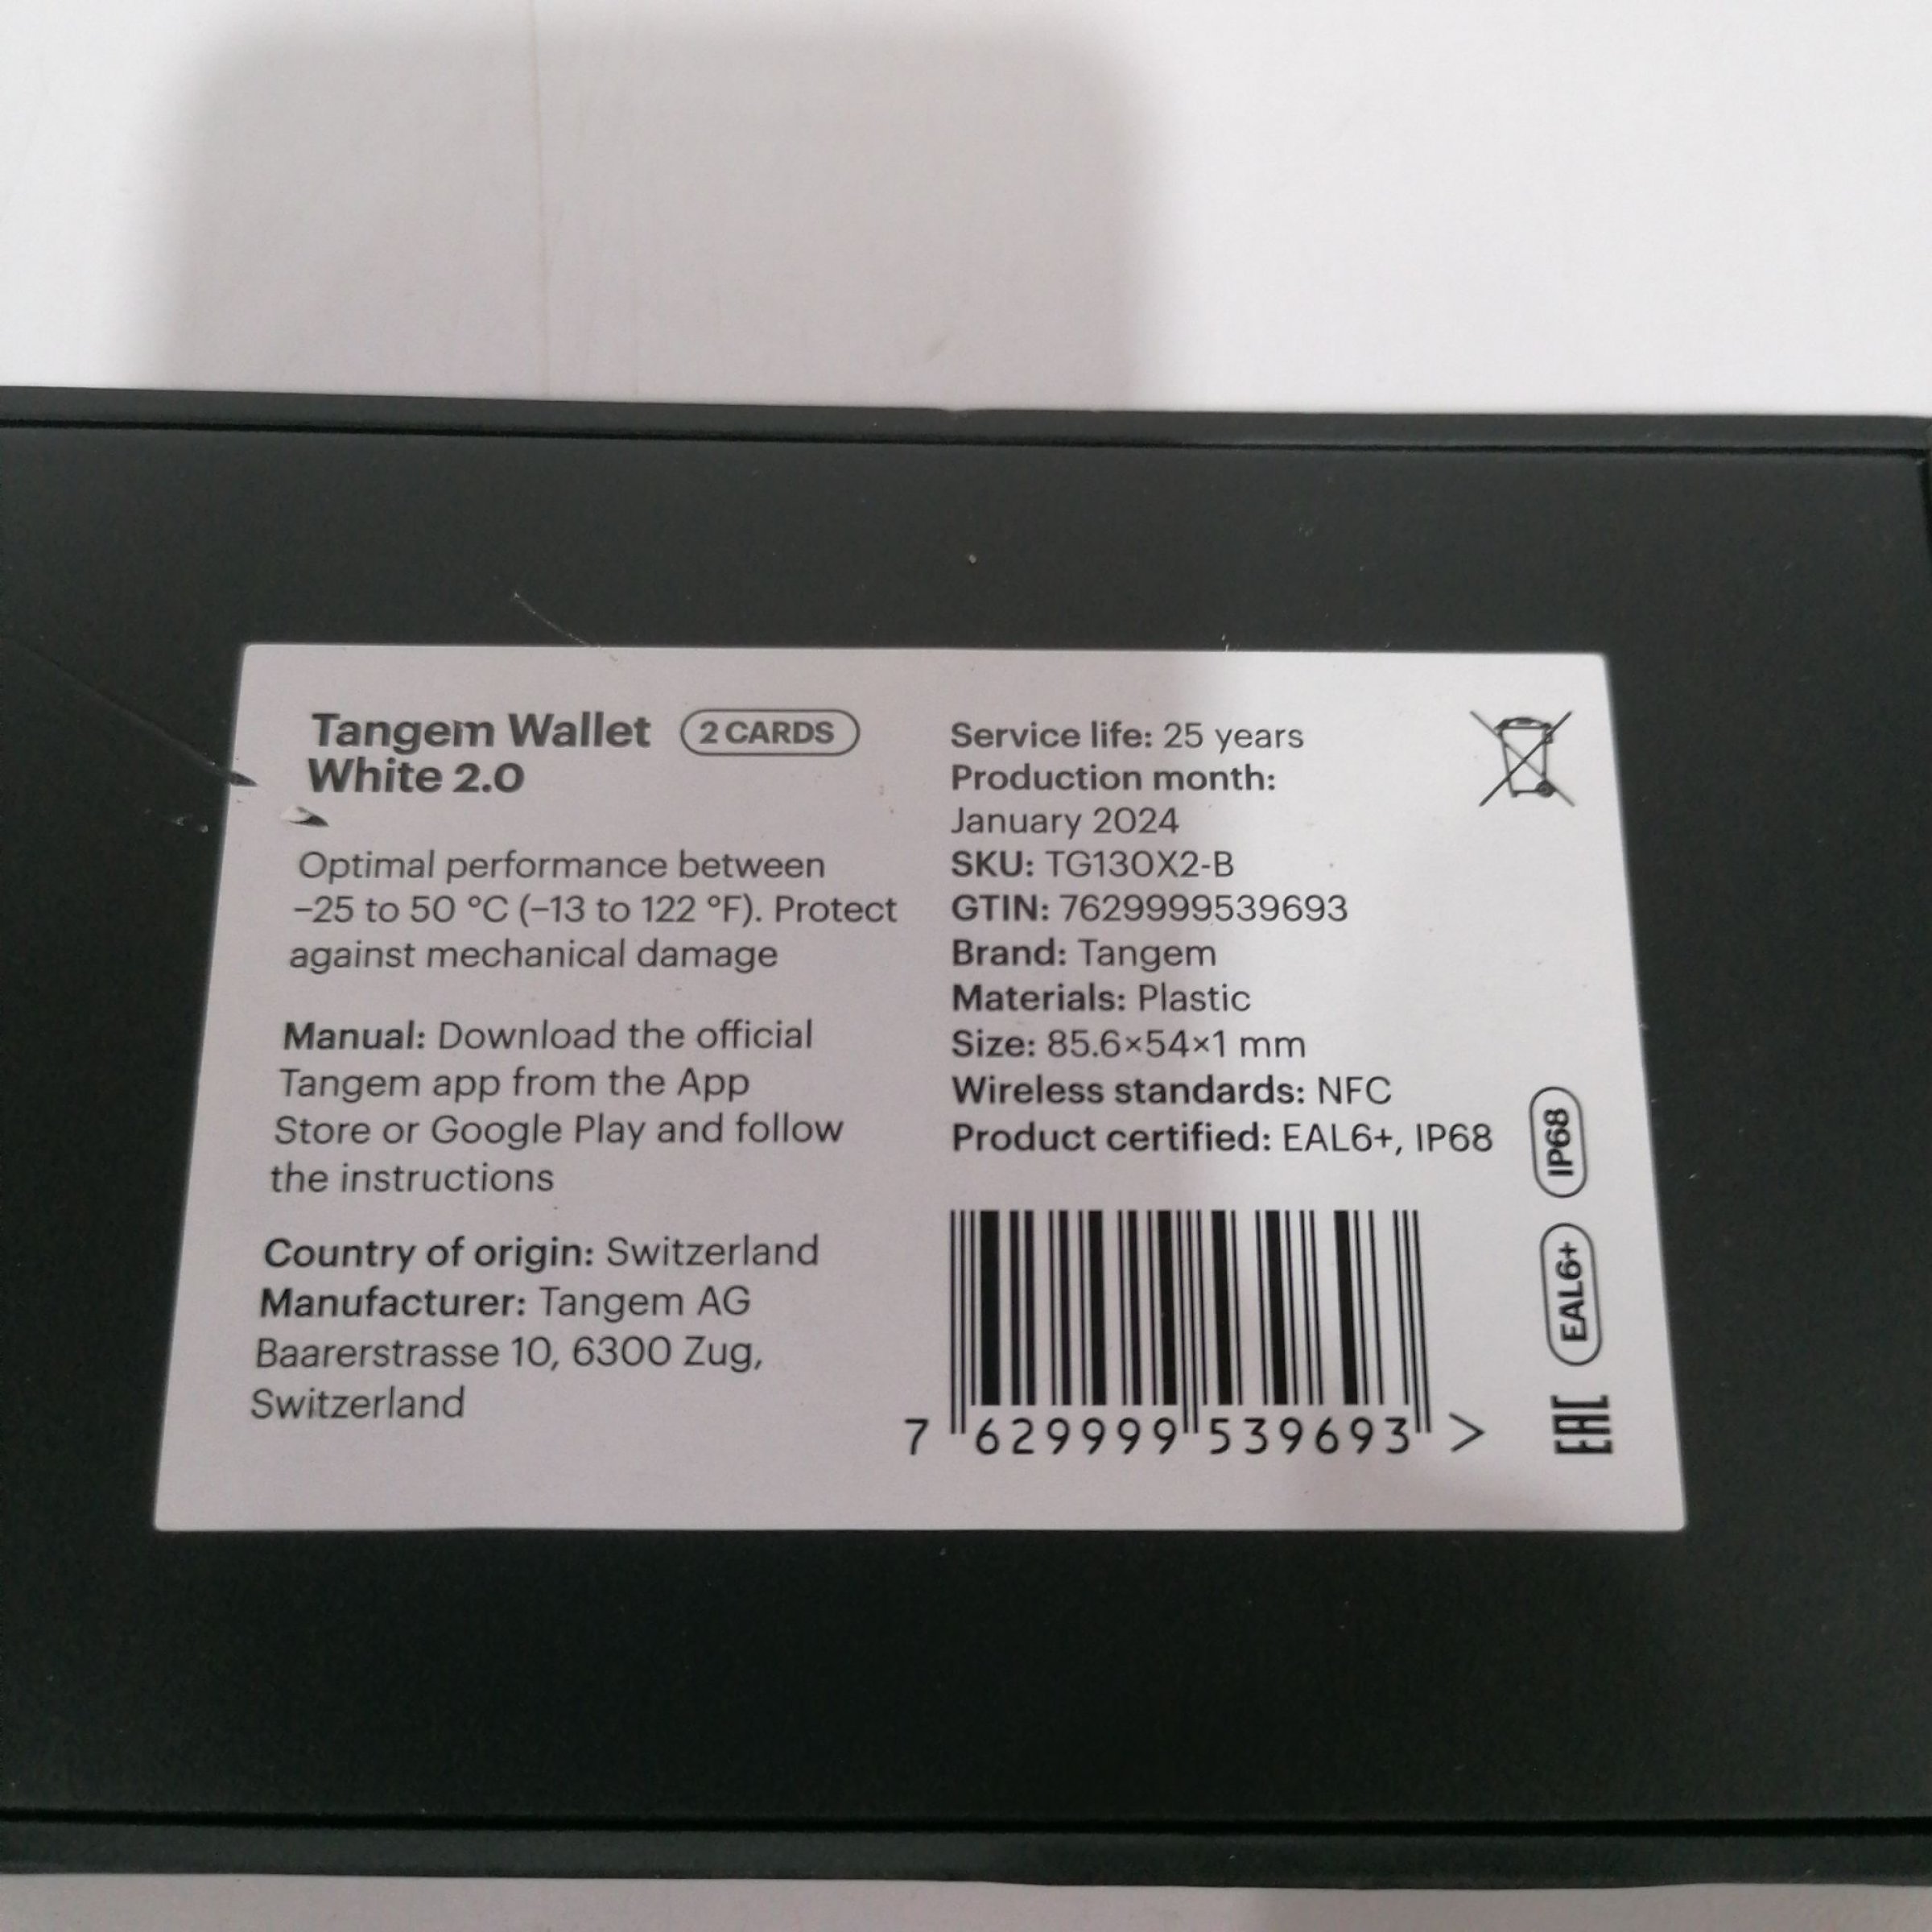 Tangem Wallet 2 CARDS
White 2.0
Optimal performance between
–25 to 50 °C (–13 to 122 °F). Protect
against mechanical damage
Manual: Download the official
Tangem app from the App
Store or Google Play and follow
the instructions
Country of origin: Switzerland
Manufacturer: Tangem AG
Baarerstrasse 10, 6300 Zug,
Switzerland
Service life: 25 years
Production month:
January 2024
SKU: TG130X2-B
GTIN: 7629999539693
Brand: Tangem
Materials: Plastic
Size: 85.6×54×1 mm
Wireless standards: NFC
Product certified: EAL6+, IP68
7 629999 539693 >
IP68
EAL6+
EAC